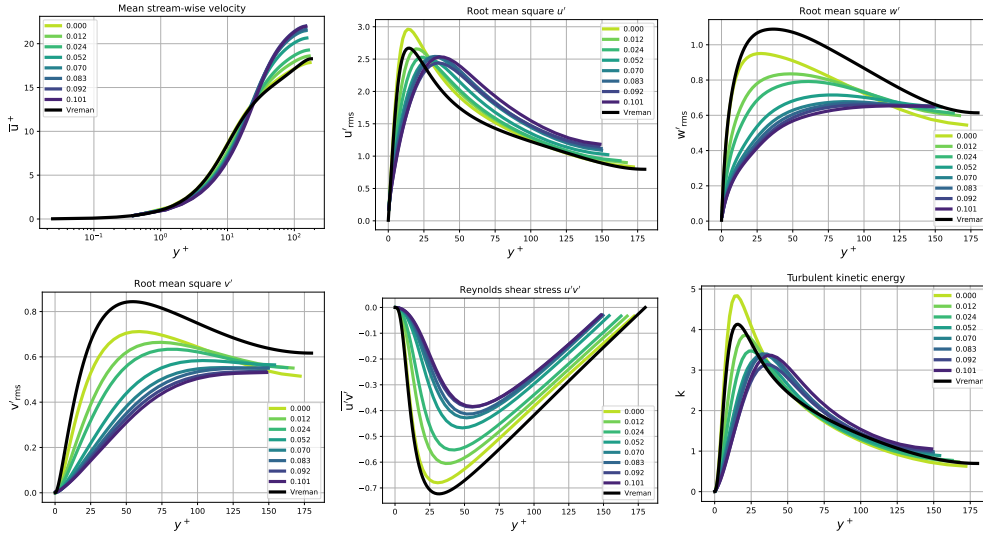 Mean stream-wise velocity
0.000
0.012
0.024
0.052
0.070
0.083
0.092
0.101
Vreman
20
15
10
5
0
u̅⁺
10⁻¹ 10⁰ 10¹ 10²
y⁺
Root mean square u′
0.000
0.012
0.024
0.052
0.070
0.083
0.092
0.101
Vreman
3.0
2.5
2.0
1.5
1.0
0.5
0.0
u′rms
0 25 50 75 100 125 150 175
y⁺
Root mean square w′
1.0
0.8
0.6
0.4
0.2
0.0
w′rms
0.000
0.012
0.024
0.052
0.070
0.083
0.092
0.101
Vreman
0 25 50 75 100 125 150 175
y⁺
Root mean square v′
0.8
0.6
0.4
0.2
0.0
v′rms
0.000
0.012
0.024
0.052
0.070
0.083
0.092
0.101
Vreman
0 25 50 75 100 125 150 175
y⁺
Reynolds shear stress u′v′
0.0
−0.1
−0.2
−0.3
−0.4
−0.5
−0.6
−0.7
u′v′
0.000
0.012
0.024
0.052
0.070
0.083
0.092
0.101
Vreman
0 25 50 75 100 125 150 175
y⁺
Turbulent kinetic energy
0.000
0.012
0.024
0.052
0.070
0.083
0.092
0.101
Vreman
5
4
3
2
1
0
k
0 25 50 75 100 125 150 175
y⁺